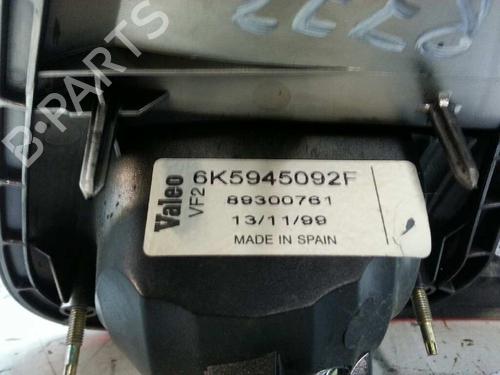 B-PARTS
Valeo
VF2
6K5945092F
89300761
13/11/99
MADE IN SPAIN